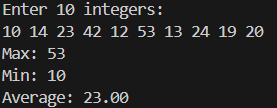 Enter 10 integers:
10 14 23 42 12 53 13 24 19 20
Max: 53
Min: 10
Average: 23.00